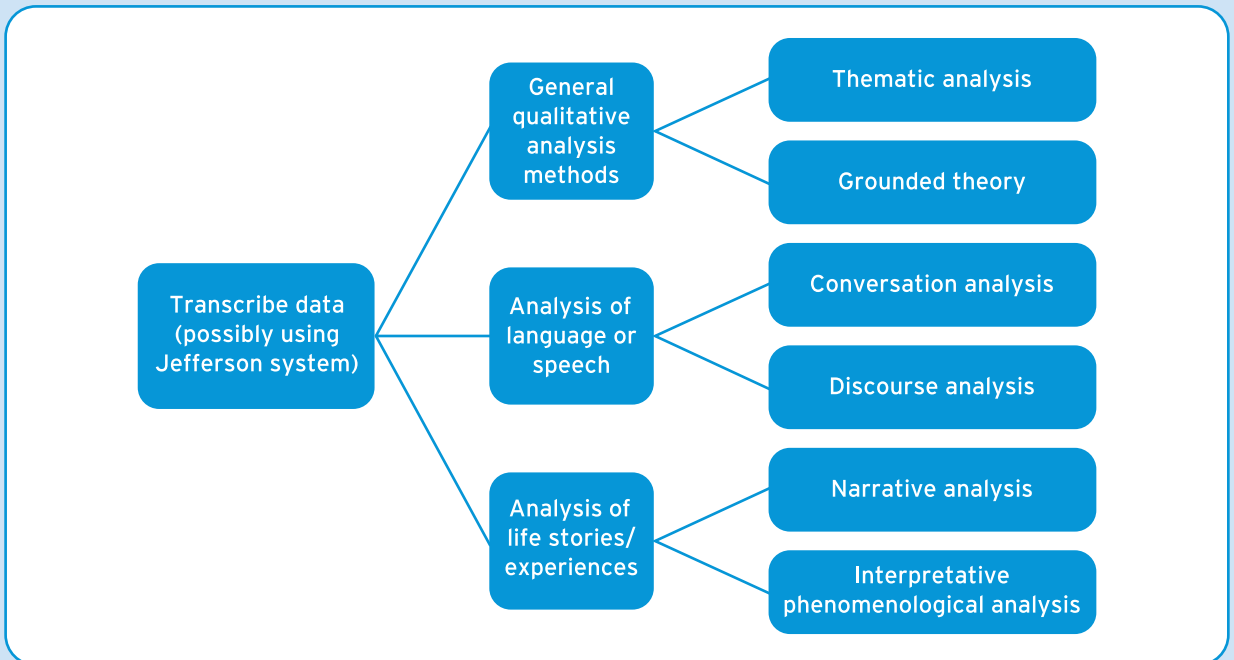 Transcribe data
(possibly using
Jefferson system)
General
qualitative
analysis
methods
Thematic analysis
Grounded theory
Analysis of
language or
speech
Conversation analysis
Discourse analysis
Analysis of
life stories/
experiences
Narrative analysis
Interpretative
phenomenological analysis